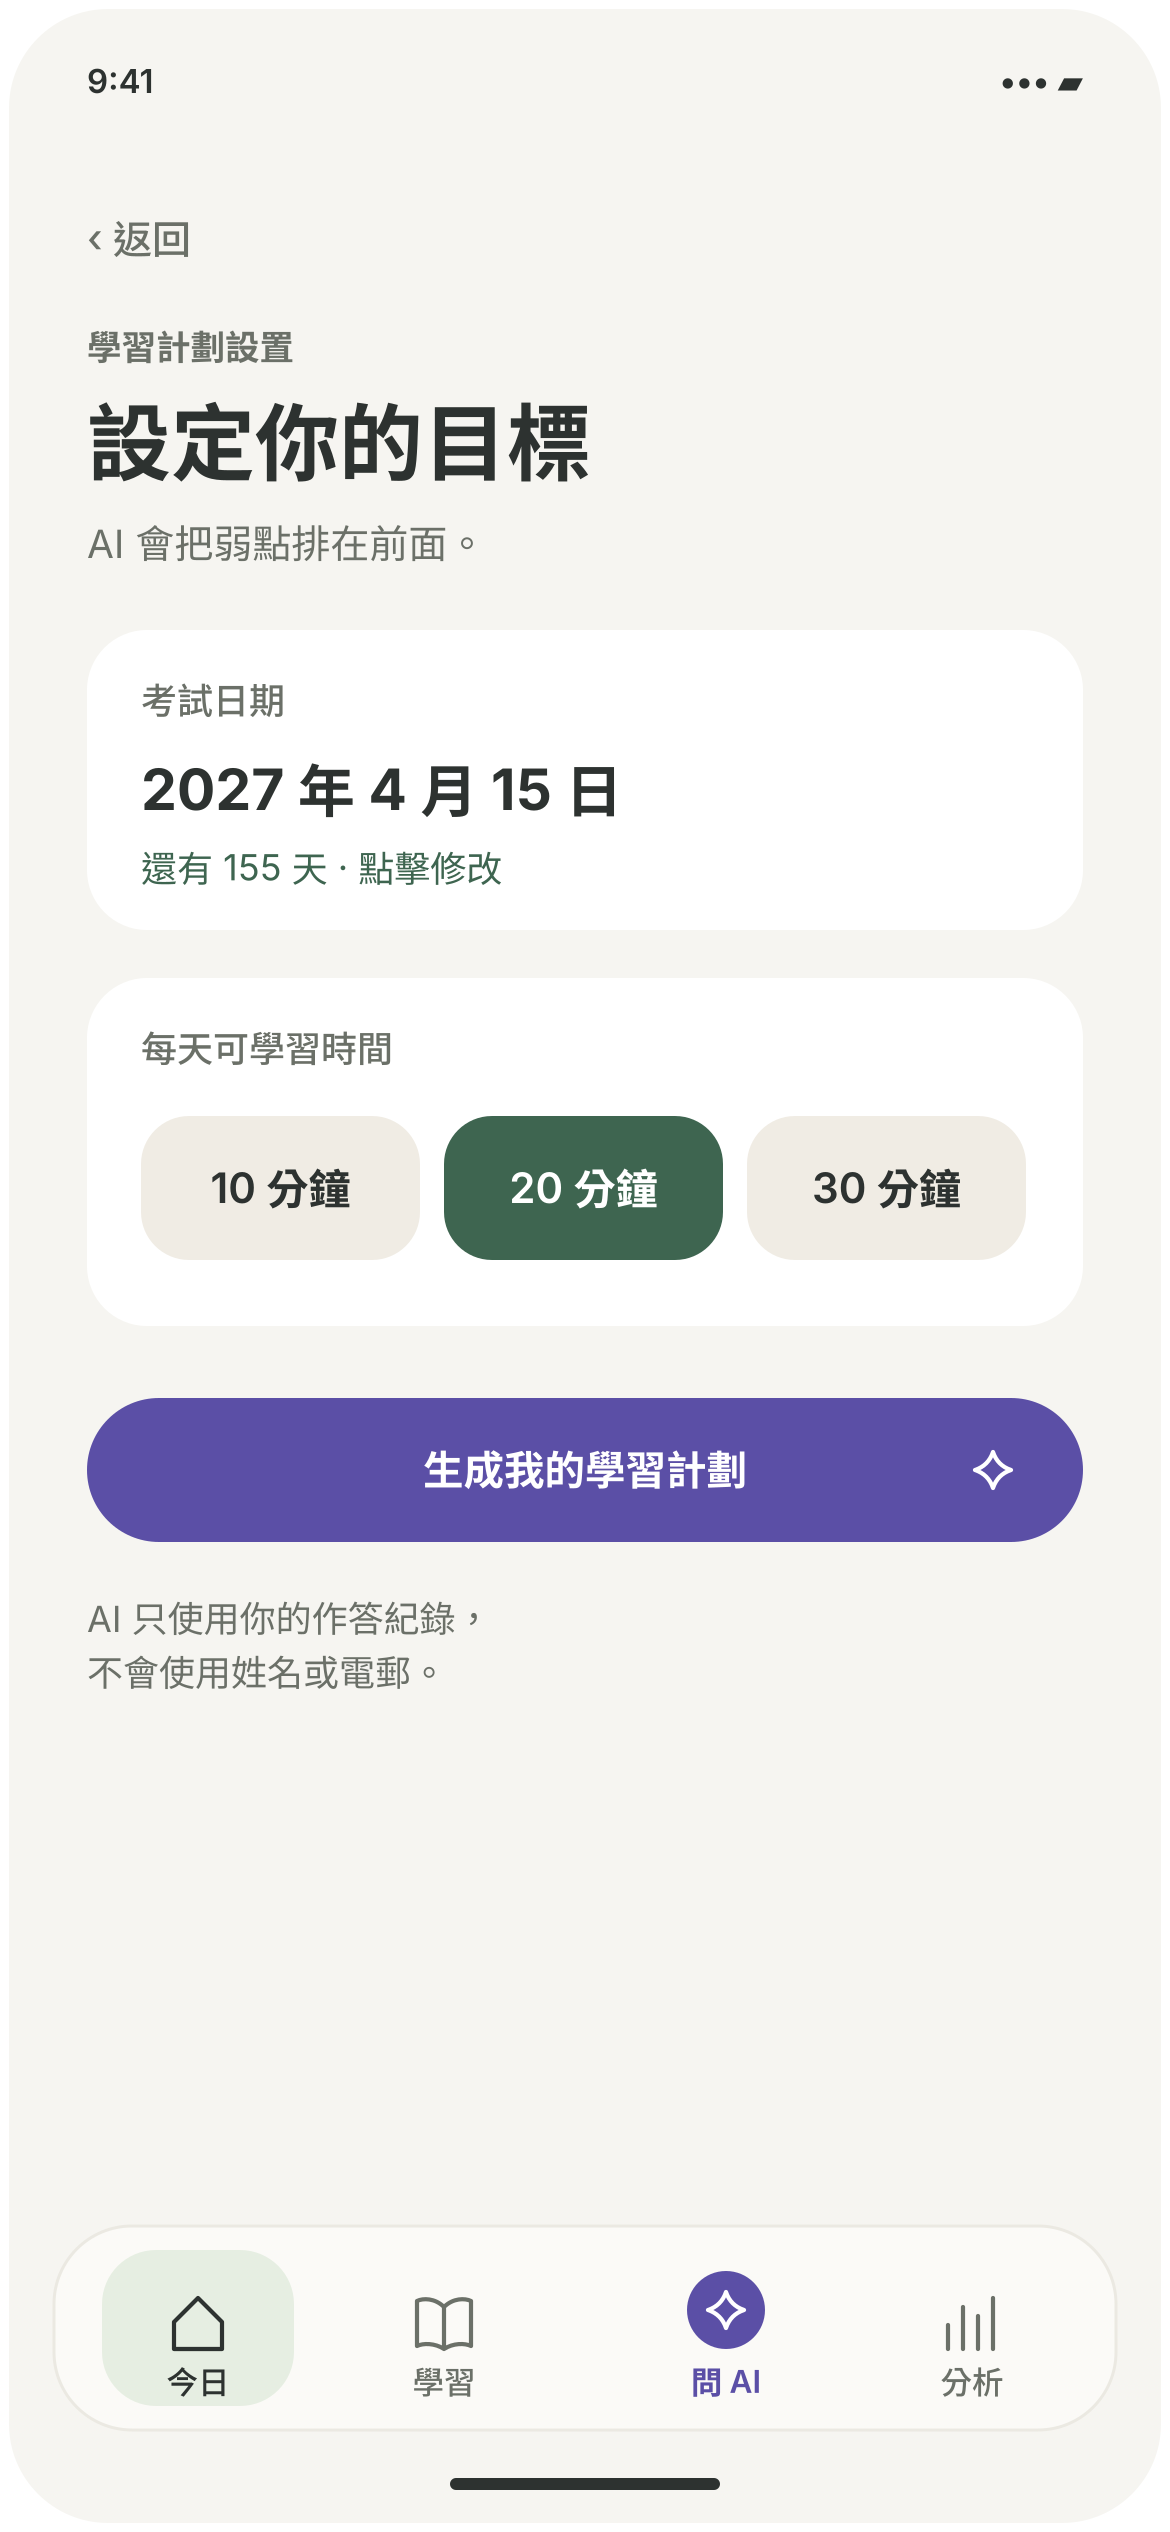 9:41
‹ 返回
學習計劃設置
設定你的目標
AI 會把弱點排在前面。
考試日期
2027 年 4 月 15 日
還有 155 天 · 點擊修改
每天可學習時間
10 分鐘
20 分鐘
30 分鐘
生成我的學習計劃
AI 只使用你的作答紀錄，
不會使用姓名或電郵。
今日
學習
問 AI
分析